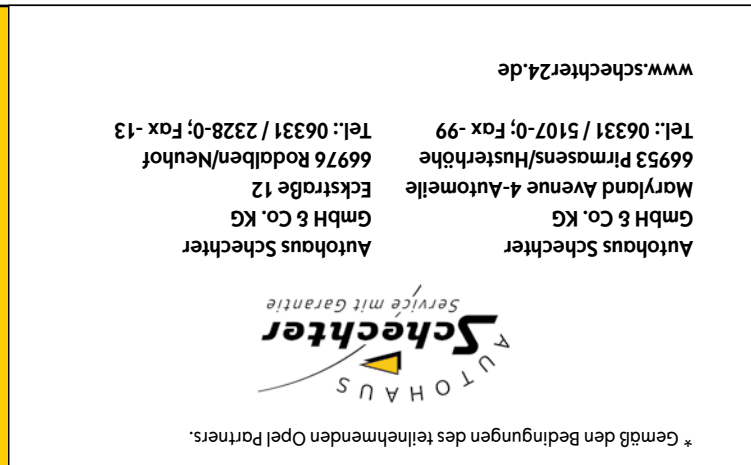 * Gemäß den Bedingungen des teilnehmenden Opel Partners.
AUTOHAUS
Schechter
Service mit Garantie
Autohaus Schechter
GmbH & Co. KG
Maryland Avenue 4-Automeile
66953 Pirmasens/Husterhöhe
Tel.: 06331 / 5107-0; Fax -99
Autohaus Schechter
GmbH & Co. KG
Eckstraße 12
66976 Rodalben/Neuhof
Tel.: 06331 / 2328-0; Fax -13
www.schechter24.de